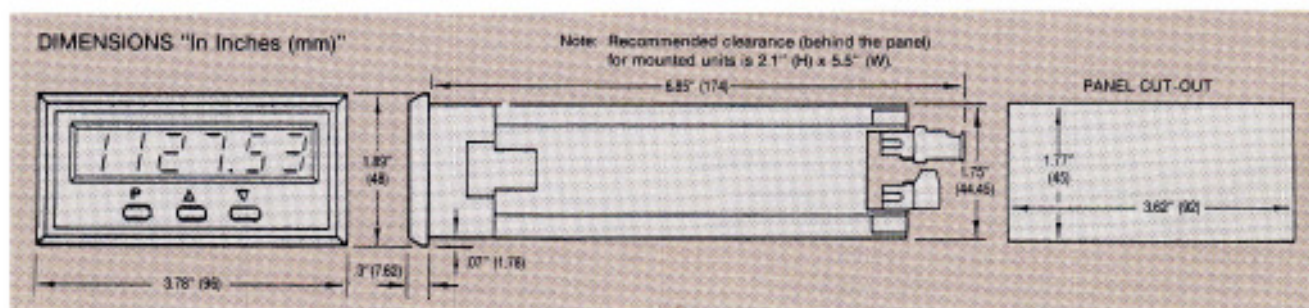 DIMENSIONS "In Inches (mm)"
Note: Recommended clearance (behind the panel)
for mounted units is 2.1" (H) x 5.5" (W).
6.85" (174)
PANEL CUT-OUT
1127.53
P
1.89"
(48)
1.75"
(44.45)
1.77"
(45)
3.62" (92)
3.78" (96)
.3" (7.62)
.07" (1.78)